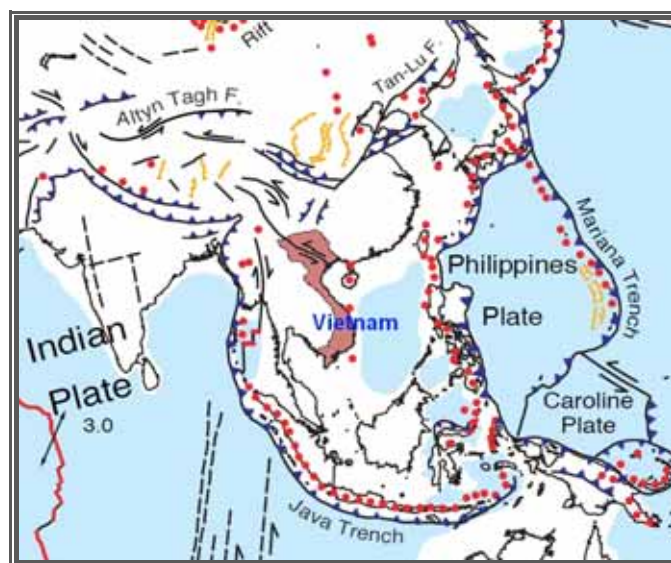 Rift
Tan-Lu F.
Altyn Tagh F.
Mariana Trench
Philippines
Plate
Vietnam
Indian
Plate
3.0
Caroline
Plate
Java Trench